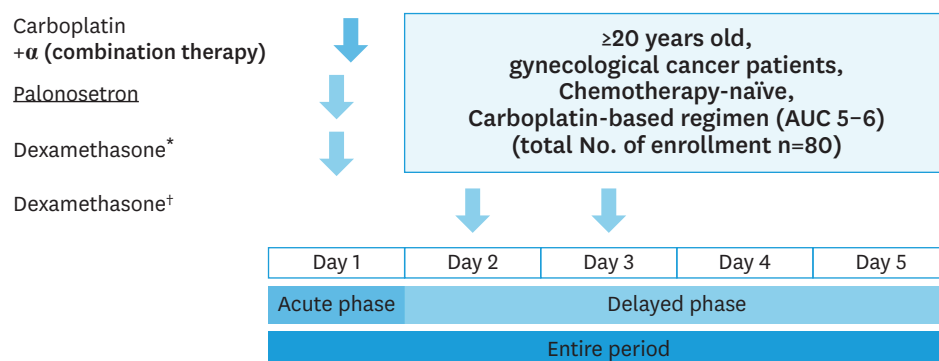 Carboplatin
+α (combination therapy)
Palonosetron
Dexamethasone*
Dexamethasone†
≥20 years old,
gynecological cancer patients,
Chemotherapy-naïve,
Carboplatin-based regimen (AUC 5–6)
(total No. of enrollment n=80)
Day 1 Day 2 Day 3 Day 4 Day 5
Acute phase Delayed phase
Entire period